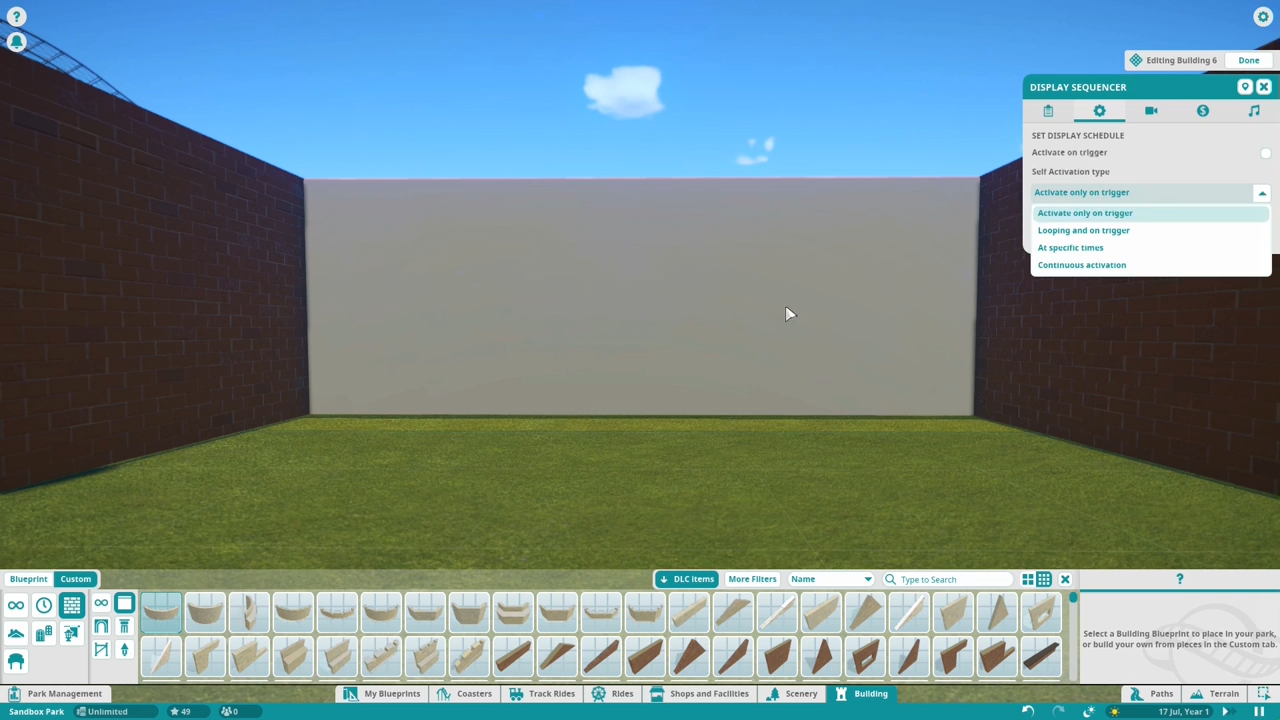 ?
Editing Building 6
Done
DISPLAY SEQUENCER
SET DISPLAY SCHEDULE
Activate on trigger
Self Activation type
Activate only on trigger
Activate only on trigger
Looping and on trigger
At specific times
Continuous activation
Blueprint
Custom
DLC items
More Filters
Name
Type to Search
?
Select a Building Blueprint to place in your park,
or build your own from pieces in the Custom tab.
Park Management
My Blueprints
Coasters
Track Rides
Rides
Shops and Facilities
Scenery
Building
Paths
Terrain
Sandbox Park
Unlimited
49
0
17 Jul, Year 1